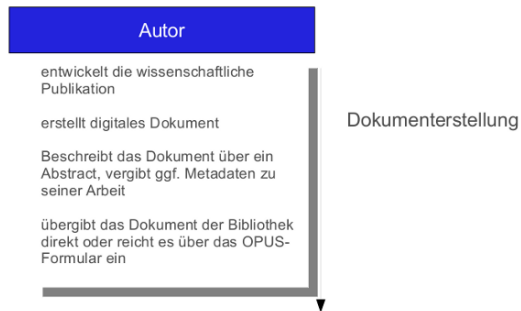 Autor
entwickelt die wissenschaftliche
Publikation
erstellt digitales Dokument
Beschreibt das Dokument über ein
Abstract, vergibt ggf. Metadaten zu
seiner Arbeit
übergibt das Dokument der Bibliothek
direkt oder reicht es über das OPUS-
Formular ein
Dokumenterstellung